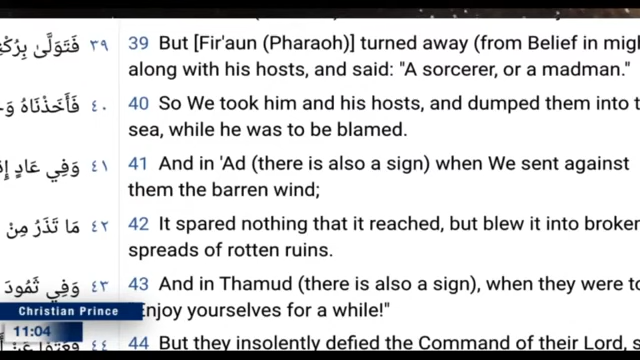 فَتَوَلَّىٰ ٣٩
39 But [Fir'aun (Pharaoh)] turned away (from Belief in
along with his hosts, and said: "A sorcerer, or a madman."
فَأَخَذْنَاهُ ٤٠
40 So We took him and his hosts, and dumped them into
sea, while he was to be blamed.
وَفِي عَادٍ ٤١
41 And in 'Ad (there is also a sign) when We sent against
them the barren wind;
مَا تَذَرُ مِنْ ٤٢
42 It spared nothing that it reached, but blew it into
spreads of rotten ruins.
وَفِي ثَمُودَ ٤٣
43 And in Thamud (there is also a sign), when they were
Enjoy yourselves for a while!"
٤٤
44 But they insolently defied the Command of their Lord,
Christian Prince
11:04